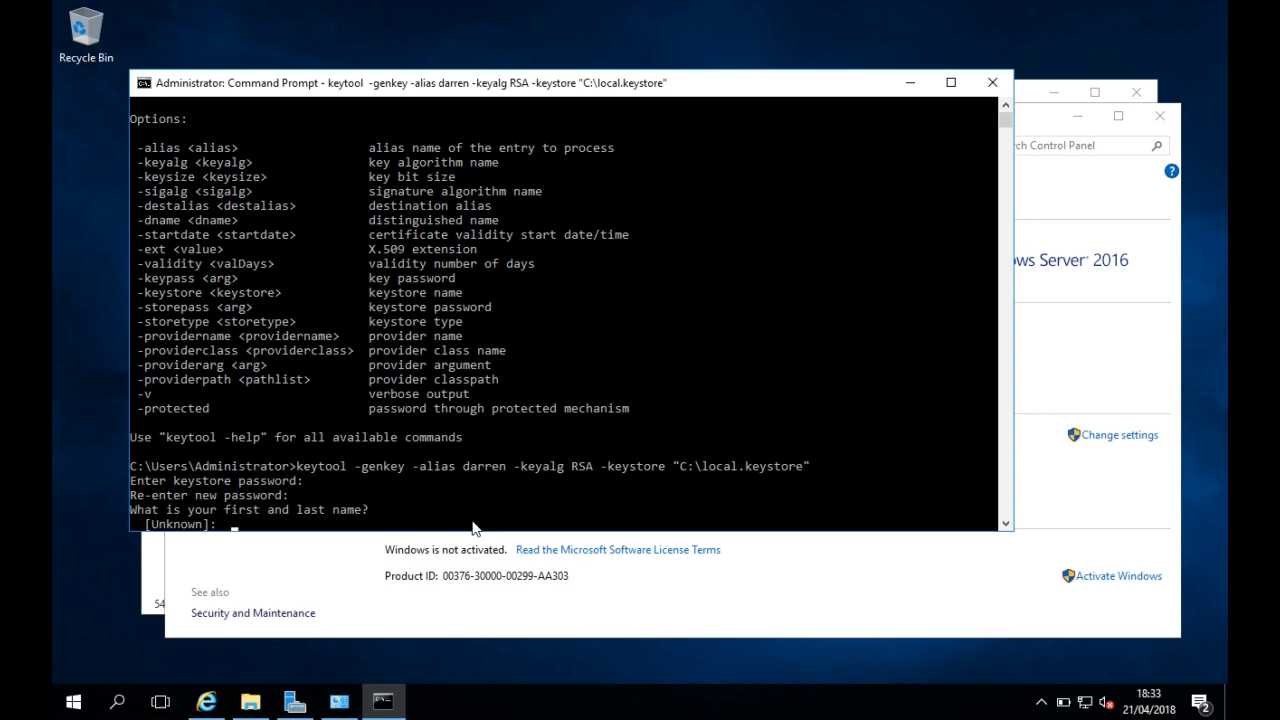 Recycle Bin
Administrator: Command Prompt - keytool -genkey -alias darren -keyalg RSA -keystore "C:\local.keystore"
Options:
-alias <alias> alias name of the entry to process
-keyalg <keyalg> key algorithm name
-keysize <keysize> key bit size
-sigalg <sigalg> signature algorithm name
-destalias <destalias> destination alias
-dname <dname> distinguished name
-startdate <startdate> certificate validity start date/time
-ext <value> X.509 extension
-validity <valDays> validity number of days
-keypass <arg> key password
-keystore <keystore> keystore name
-storepass <arg> keystore password
-storetype <storetype> keystore type
-providername <providername> provider name
-providerclass <providerclass> provider class name
-providerarg <arg> provider argument
-providerpath <pathlist> provider classpath
-v verbose output
-protected password through protected mechanism
Use "keytool -help" for all available commands
C:\Users\Administrator>keytool -genkey -alias darren -keyalg RSA -keystore "C:\local.keystore"
Enter keystore password:
Re-enter new password:
What is your first and last name?
[Unknown]:
rch Control Panel
ows Server® 2016
Change settings
Windows is not activated. Read the Microsoft Software License Terms
Product ID: 00376-30000-00299-AA303
Activate Windows
See also
54
Security and Maintenance
18:33
21/04/2018
2